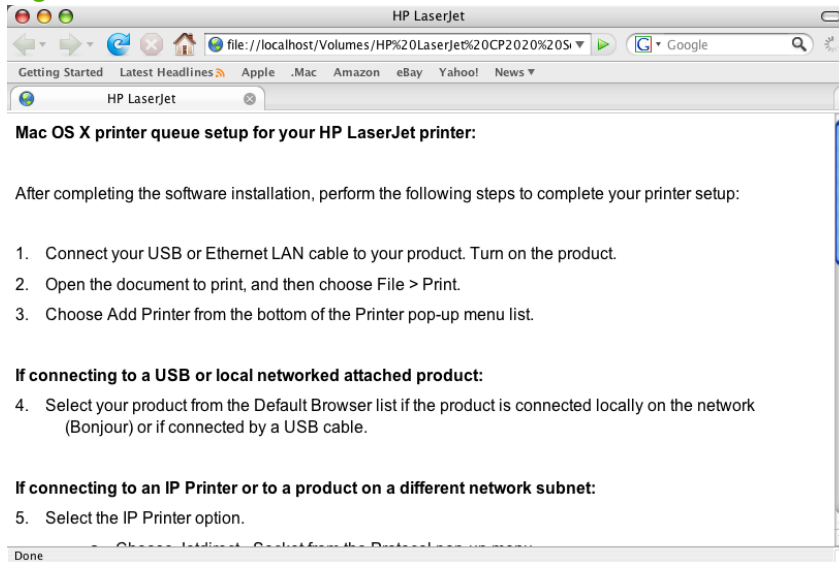 HP LaserJet
file://localhost/Volumes/HP%20LaserJet%20CP2020%20S
G Google
Getting Started Latest Headlines Apple .Mac Amazon eBay Yahoo! News
HP LaserJet
Mac OS X printer queue setup for your HP LaserJet printer:
After completing the software installation, perform the following steps to complete your printer setup:
1. Connect your USB or Ethernet LAN cable to your product. Turn on the product.
2. Open the document to print, and then choose File > Print.
3. Choose Add Printer from the bottom of the Printer pop-up menu list.
If connecting to a USB or local networked attached product:
4. Select your product from the Default Browser list if the product is connected locally on the network
(Bonjour) or if connected by a USB cable.
If connecting to an IP Printer or to a product on a different network subnet:
5. Select the IP Printer option.
Done